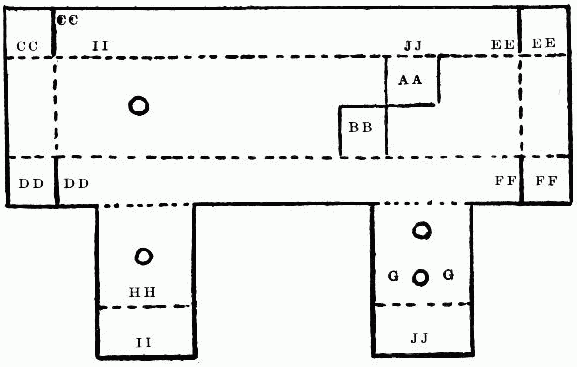 CC
CC II JJ EE EE
AA
BB
DD DD FF FF
G G
HH
II JJ